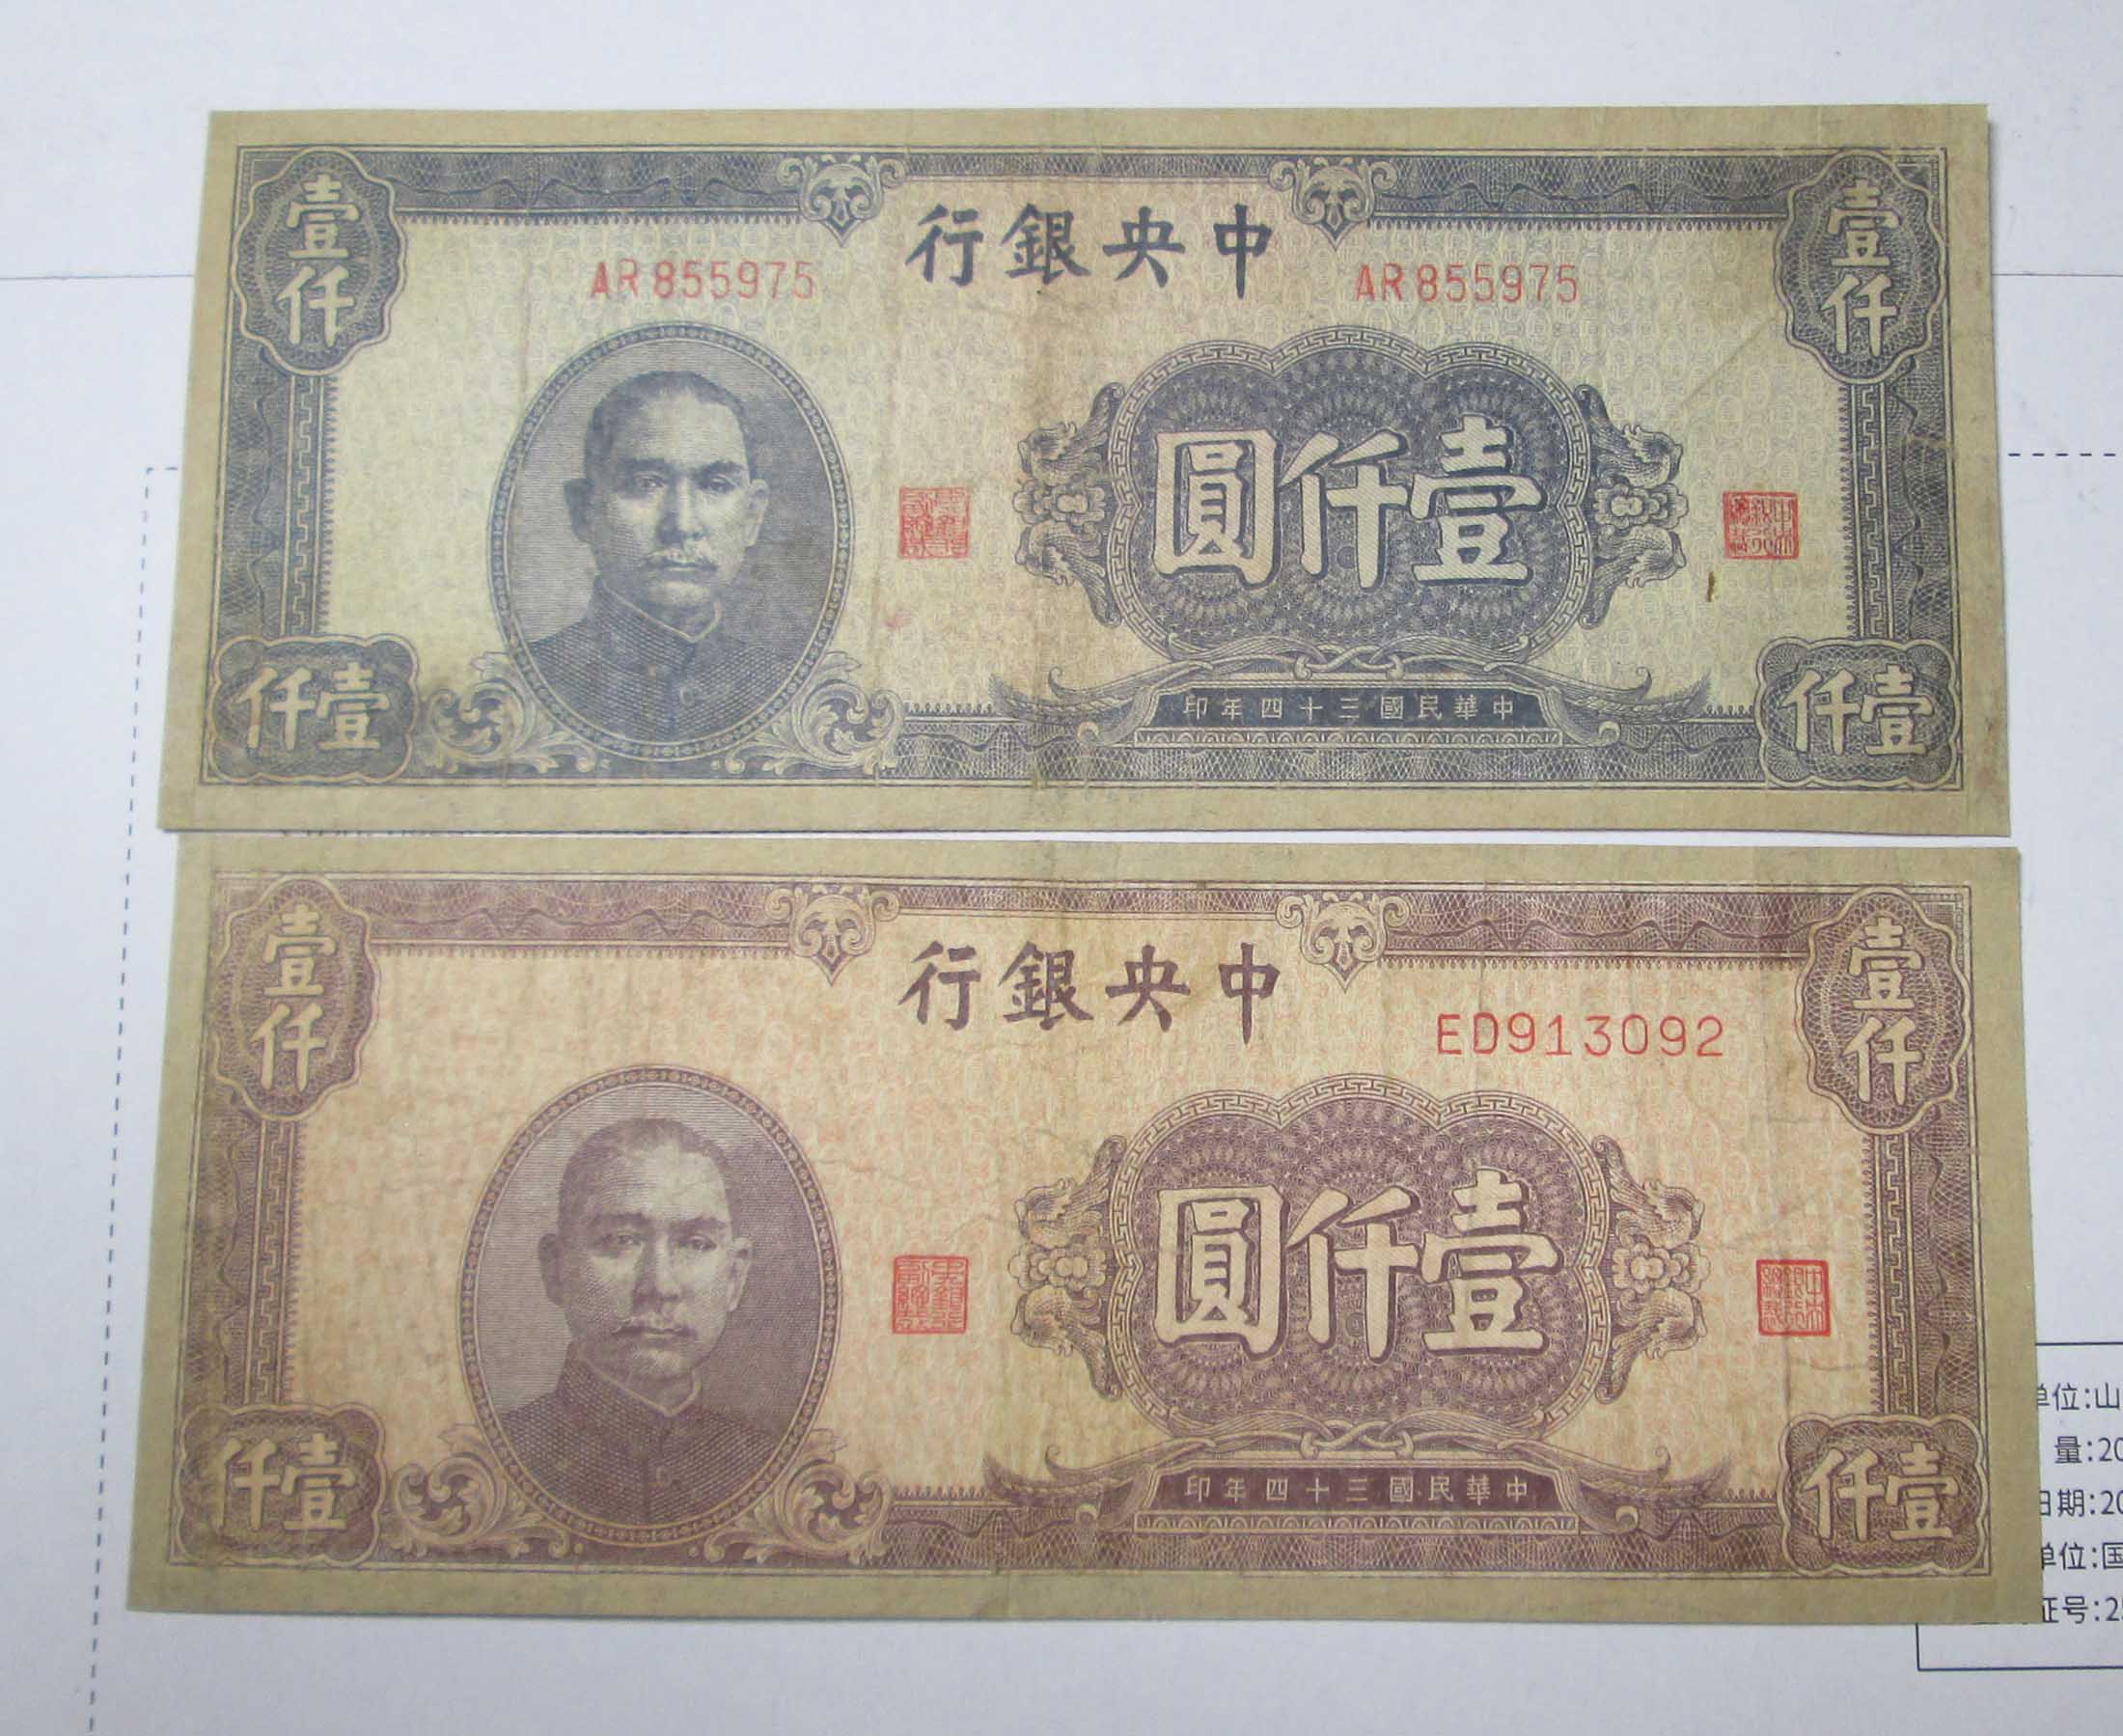 壹仟
中央銀行
壹仟
AR855975
AR855975
壹仟圓
壹仟
中華民國三十四年印
壹仟
壹仟
中央銀行
壹仟
ED913092
壹仟圓
壹仟
中華民國三十四年印
壹仟
单位:山
量:20
日期:20
单位:国
证号:2